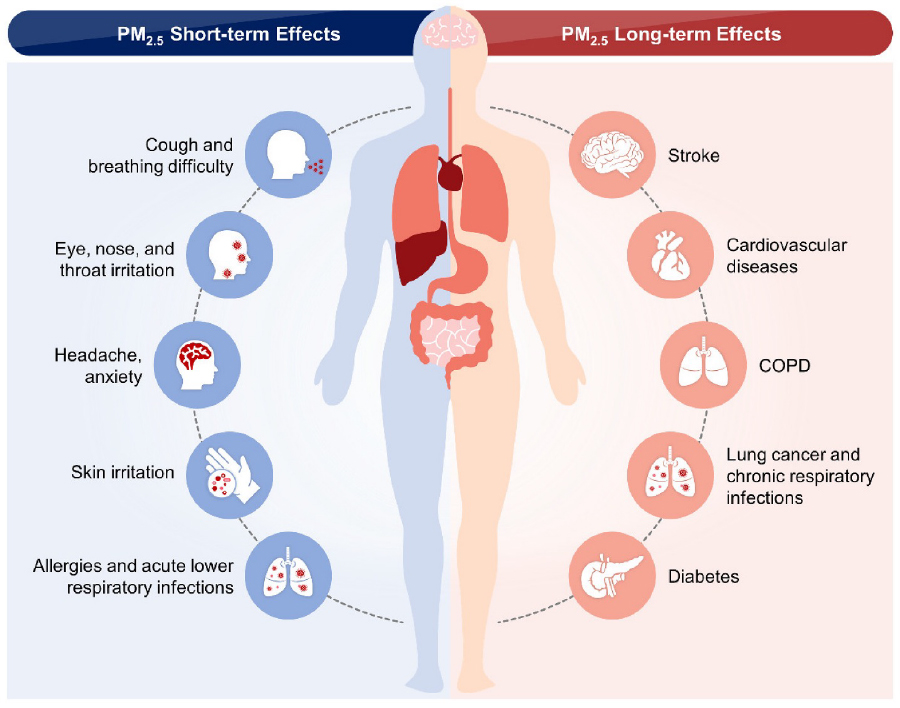 PM2.5 Short-term Effects
PM2.5 Long-term Effects
Cough and
breathing difficulty
Eye, nose, and
throat irritation
Headache,
anxiety
Skin irritation
Allergies and acute lower
respiratory infections
Stroke
Cardiovascular
diseases
COPD
Lung cancer and
chronic respiratory
infections
Diabetes